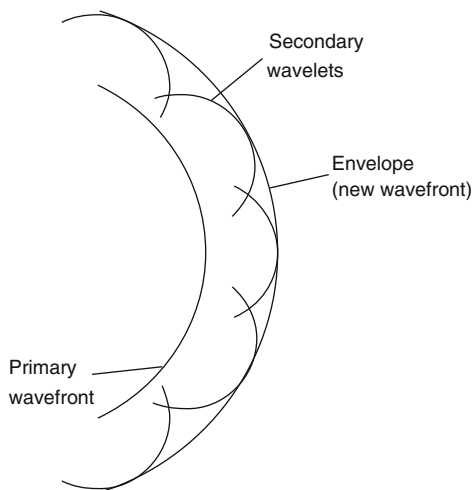 Secondary
wavelets
Envelope
(new wavefront)
Primary
wavefront